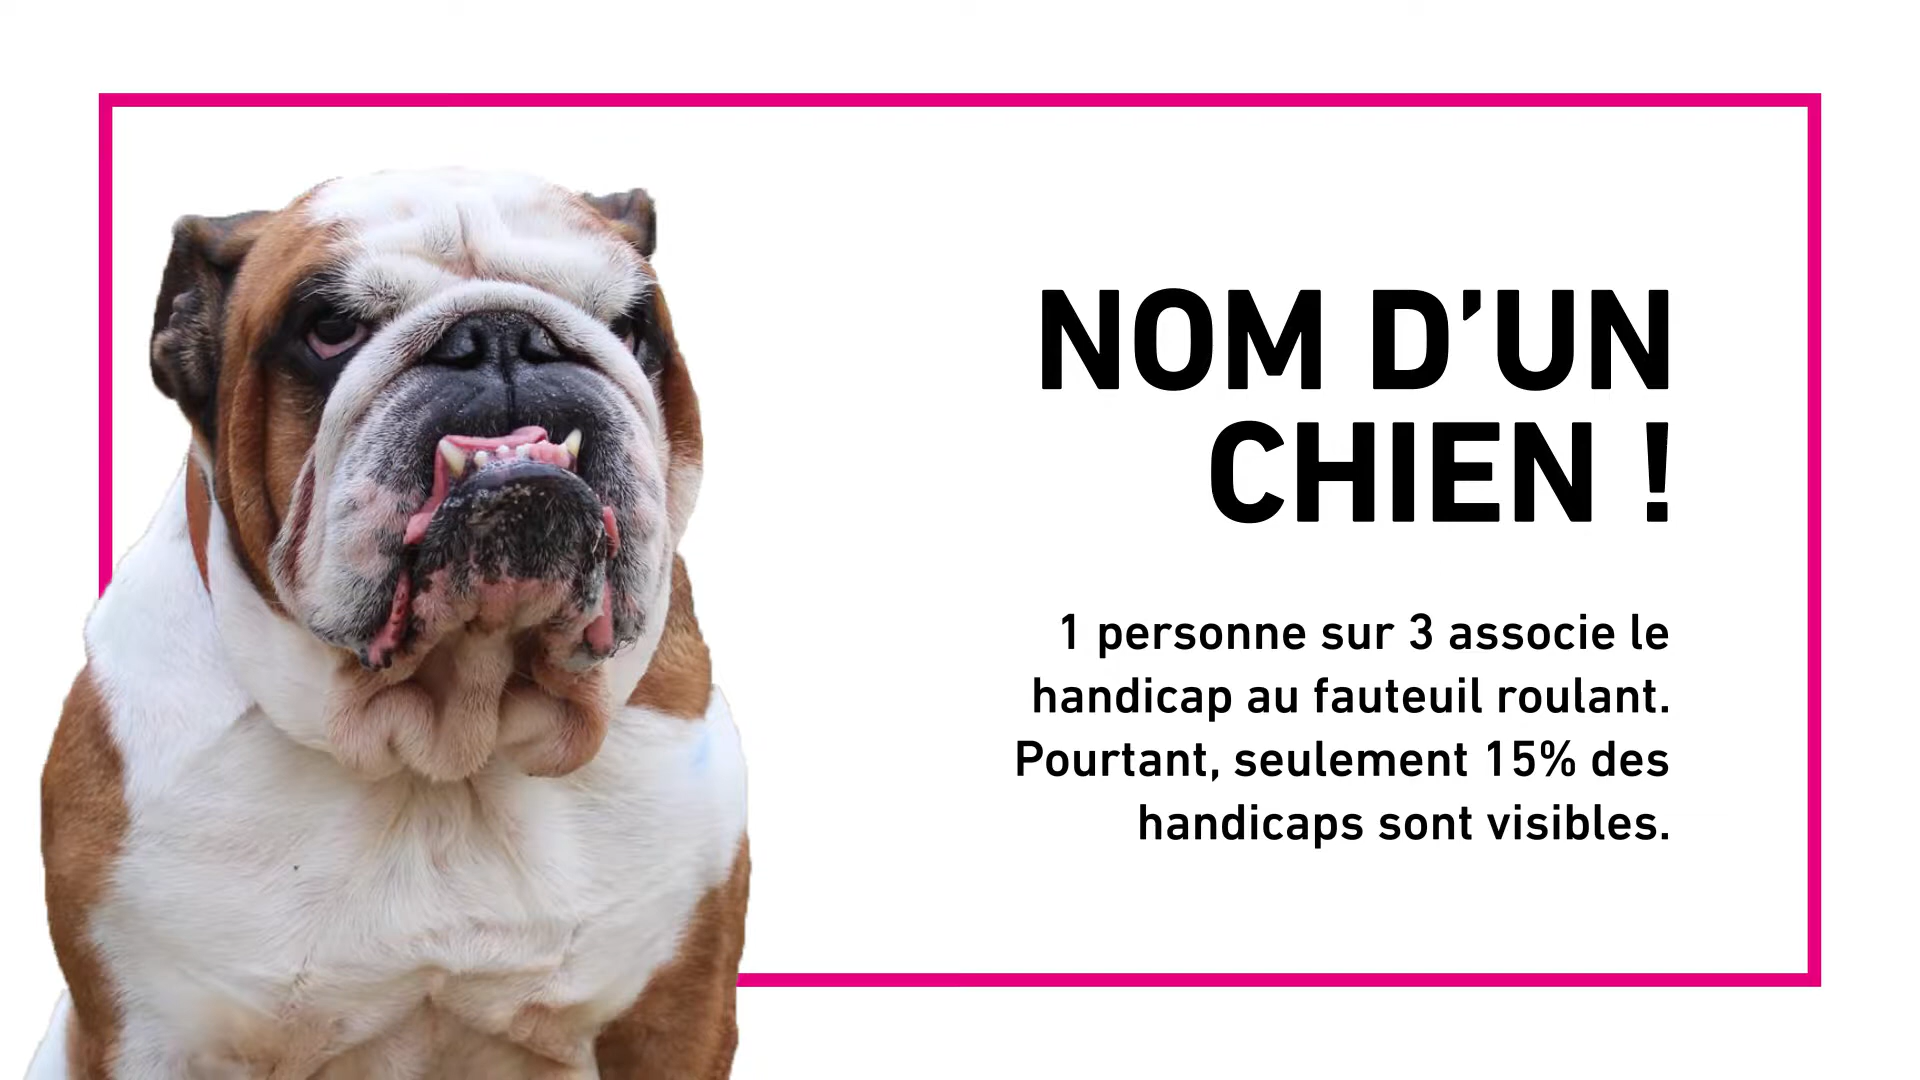 NOM D’UN
CHIEN !
1 personne sur 3 associe le
handicap au fauteuil roulant.
Pourtant, seulement 15% des
handicaps sont visibles.